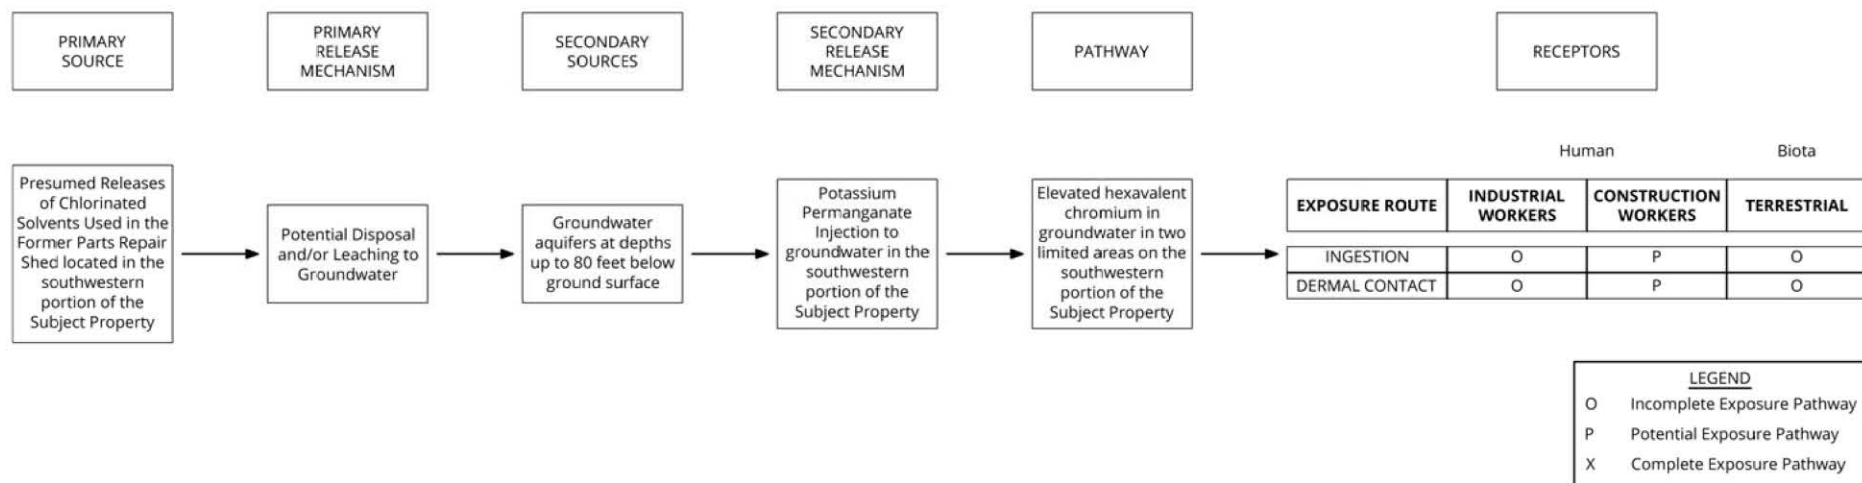 PRIMARY
SOURCE
PRIMARY
RELEASE
MECHANISM
SECONDARY
SOURCES
SECONDARY
RELEASE
MECHANISM
PATHWAY
RECEPTORS
Human
Biota
Presumed Releases
of Chlorinated
Solvents Used in the
Former Parts Repair
Shed located in the
southwestern
portion of the
Subject Property
Potential Disposal
and/or Leaching to
Groundwater
Groundwater
aquifers at depths
up to 80 feet below
ground surface
Potassium
Permanganate
Injection to
groundwater in the
southwestern
portion of the
Subject Property
Elevated hexavalent
chromium in
groundwater in two
limited areas on the
southwestern
portion of the
Subject Property
EXPOSURE ROUTE
INDUSTRIAL
WORKERS
CONSTRUCTION
WORKERS
TERRESTRIAL
INGESTION O P O
DERMAL CONTACT O P O
LEGEND
O Incomplete Exposure Pathway
P Potential Exposure Pathway
X Complete Exposure Pathway